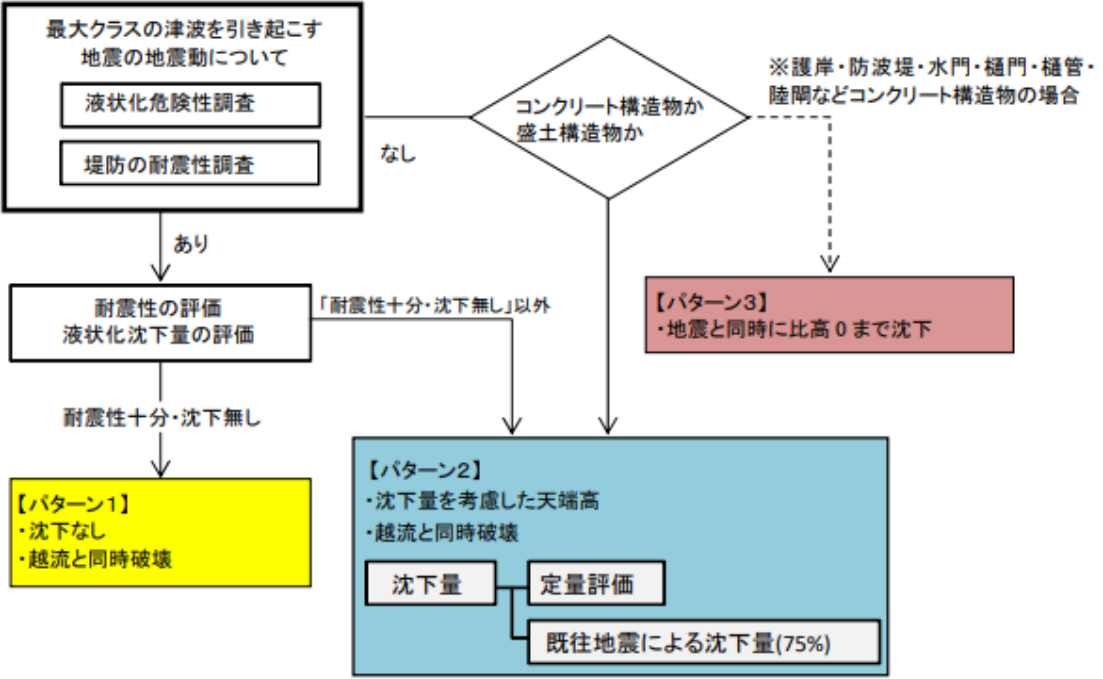 最大クラスの津波を引き起こす
地震の地震動について
液状化危険性調査
堤防の耐震性調査
なし
コンクリート構造物か
盛土構造物か
※護岸・防波堤・水門・樋門・樋管・
陸閘などコンクリート構造物の場合
あり
耐震性の評価
液状化沈下量の評価
「耐震性十分・沈下無し」以外
【パターン3】
・地震と同時に比高0まで沈下
耐震性十分・沈下無し
【パターン1】
・沈下なし
・越流と同時破壊
【パターン2】
・沈下量を考慮した天端高
・越流と同時破壊
沈下量
定量評価
既往地震による沈下量(75%)